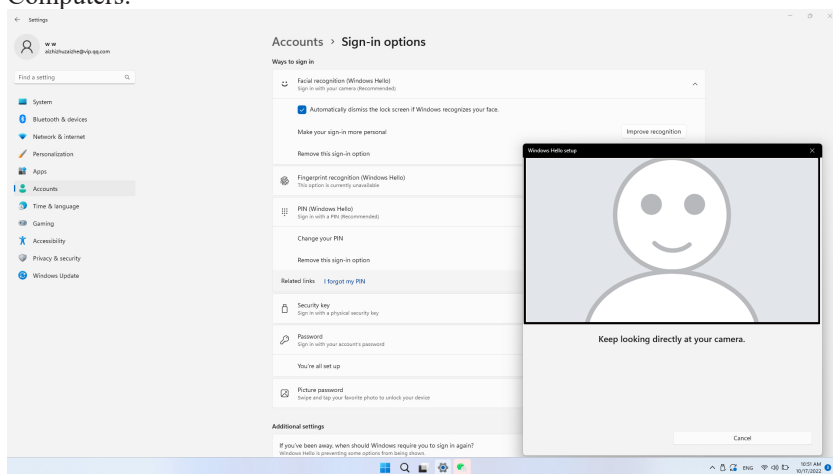 Computers.
Settings
w w
aizhizhuzaizhe@vip.qq.com
Find a setting
System
Bluetooth & devices
Network & internet
Personalization
Apps
Accounts
Time & language
Gaming
Accessibility
Privacy & security
Windows Update
Accounts > Sign-in options
Ways to sign in
Facial recognition (Windows Hello)
Sign in with your camera (Recommended)
Automatically dismiss the lock screen if Windows recognizes your face.
Make your sign-in more personal
Improve recognition
Remove this sign-in option
Fingerprint recognition (Windows Hello)
This option is currently unavailable
PIN (Windows Hello)
Sign in with a PIN (Recommended)
Change your PIN
Remove this sign-in option
Related links I forgot my PIN
Security key
Sign in with a physical security key
Password
Sign in with your account's password
You're all set up
Picture password
Swipe and tap your favorite photo to unlock your device
Additional settings
If you've been away, when should Windows require you to sign in again?
Windows Hello is preventing some options from being shown.
Windows Hello setup
Keep looking directly at your camera.
Cancel
ENG
10:51 AM
10/17/2022